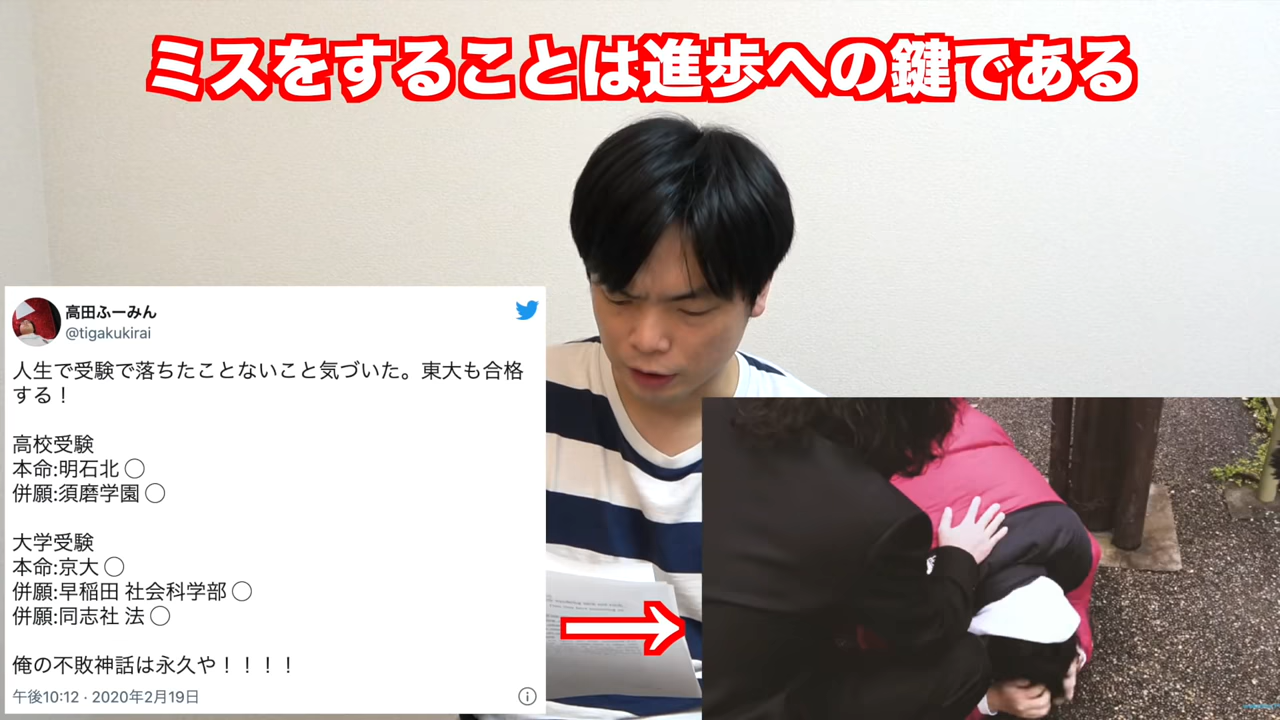 ミスをすることは進歩への鍵である
高田ふーみん
@tigakukirai
人生で受験で落ちたことないこと気づいた。東大も合格
する！
高校受験
本命:明石北 ◯
併願:須磨学園 ◯
大学受験
本命:京大 ◯
併願:早稲田 社会科学部 ◯
併願:同志社 法 ◯
俺の不敗神話は永久や！！！！
午後10:12 · 2020年2月19日